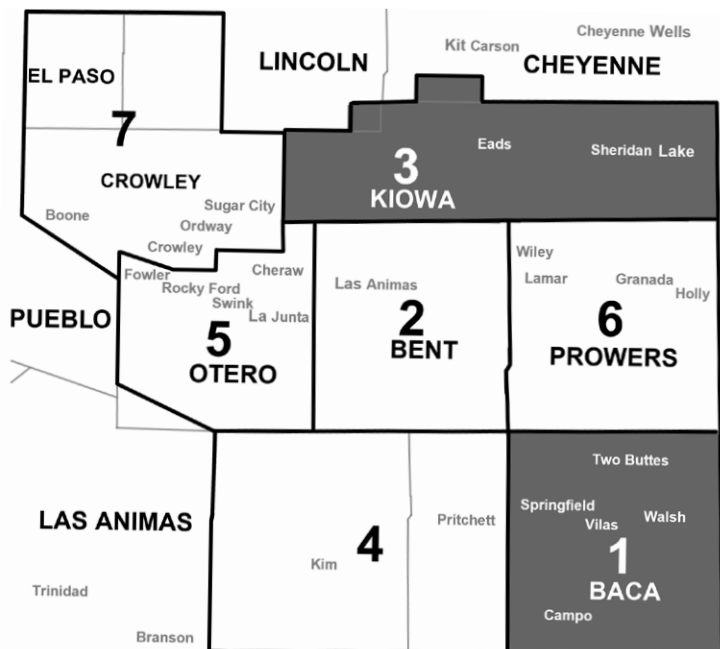 Cheyenne Wells
Kit Carson
LINCOLN
CHEYENNE
EL PASO
7
Eads
Sheridan Lake
3
KIOWA
CROWLEY
Sugar City
Boone
Ordway
Crowley
Wiley
Fowler
Cheraw
Lamar
Granada
Las Animas
Rocky Ford
Holly
Swink
La Junta
PUEBLO
2
6
5
BENT
PROWERS
OTERO
Two Buttes
Springfield
Walsh
LAS ANIMAS
Pritchett
Vilas
4
1
Kim
BACA
Trinidad
Campo
Branson